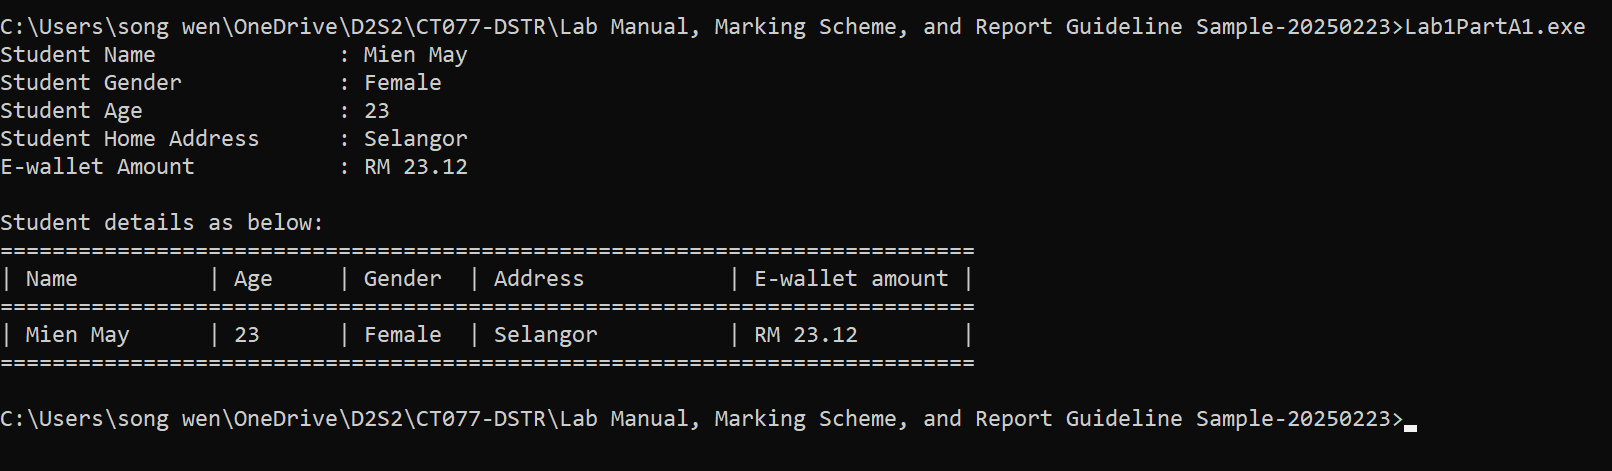 C:\Users\song wen\OneDrive\D2S2\CT077-DSTR\Lab Manual, Marking Scheme, and Report Guideline Sample-20250223>Lab1PartA1.exe
Student Name              : Mien May
Student Gender            : Female
Student Age               : 23
Student Home Address      : Selangor
E-wallet Amount           : RM 23.12

Student details as below:
===========================================================================
| Name          | Age     | Gender  | Address           | E-wallet amount |
===========================================================================
| Mien May      | 23      | Female  | Selangor          | RM 23.12        |
===========================================================================

C:\Users\song wen\OneDrive\D2S2\CT077-DSTR\Lab Manual, Marking Scheme, and Report Guideline Sample-20250223>